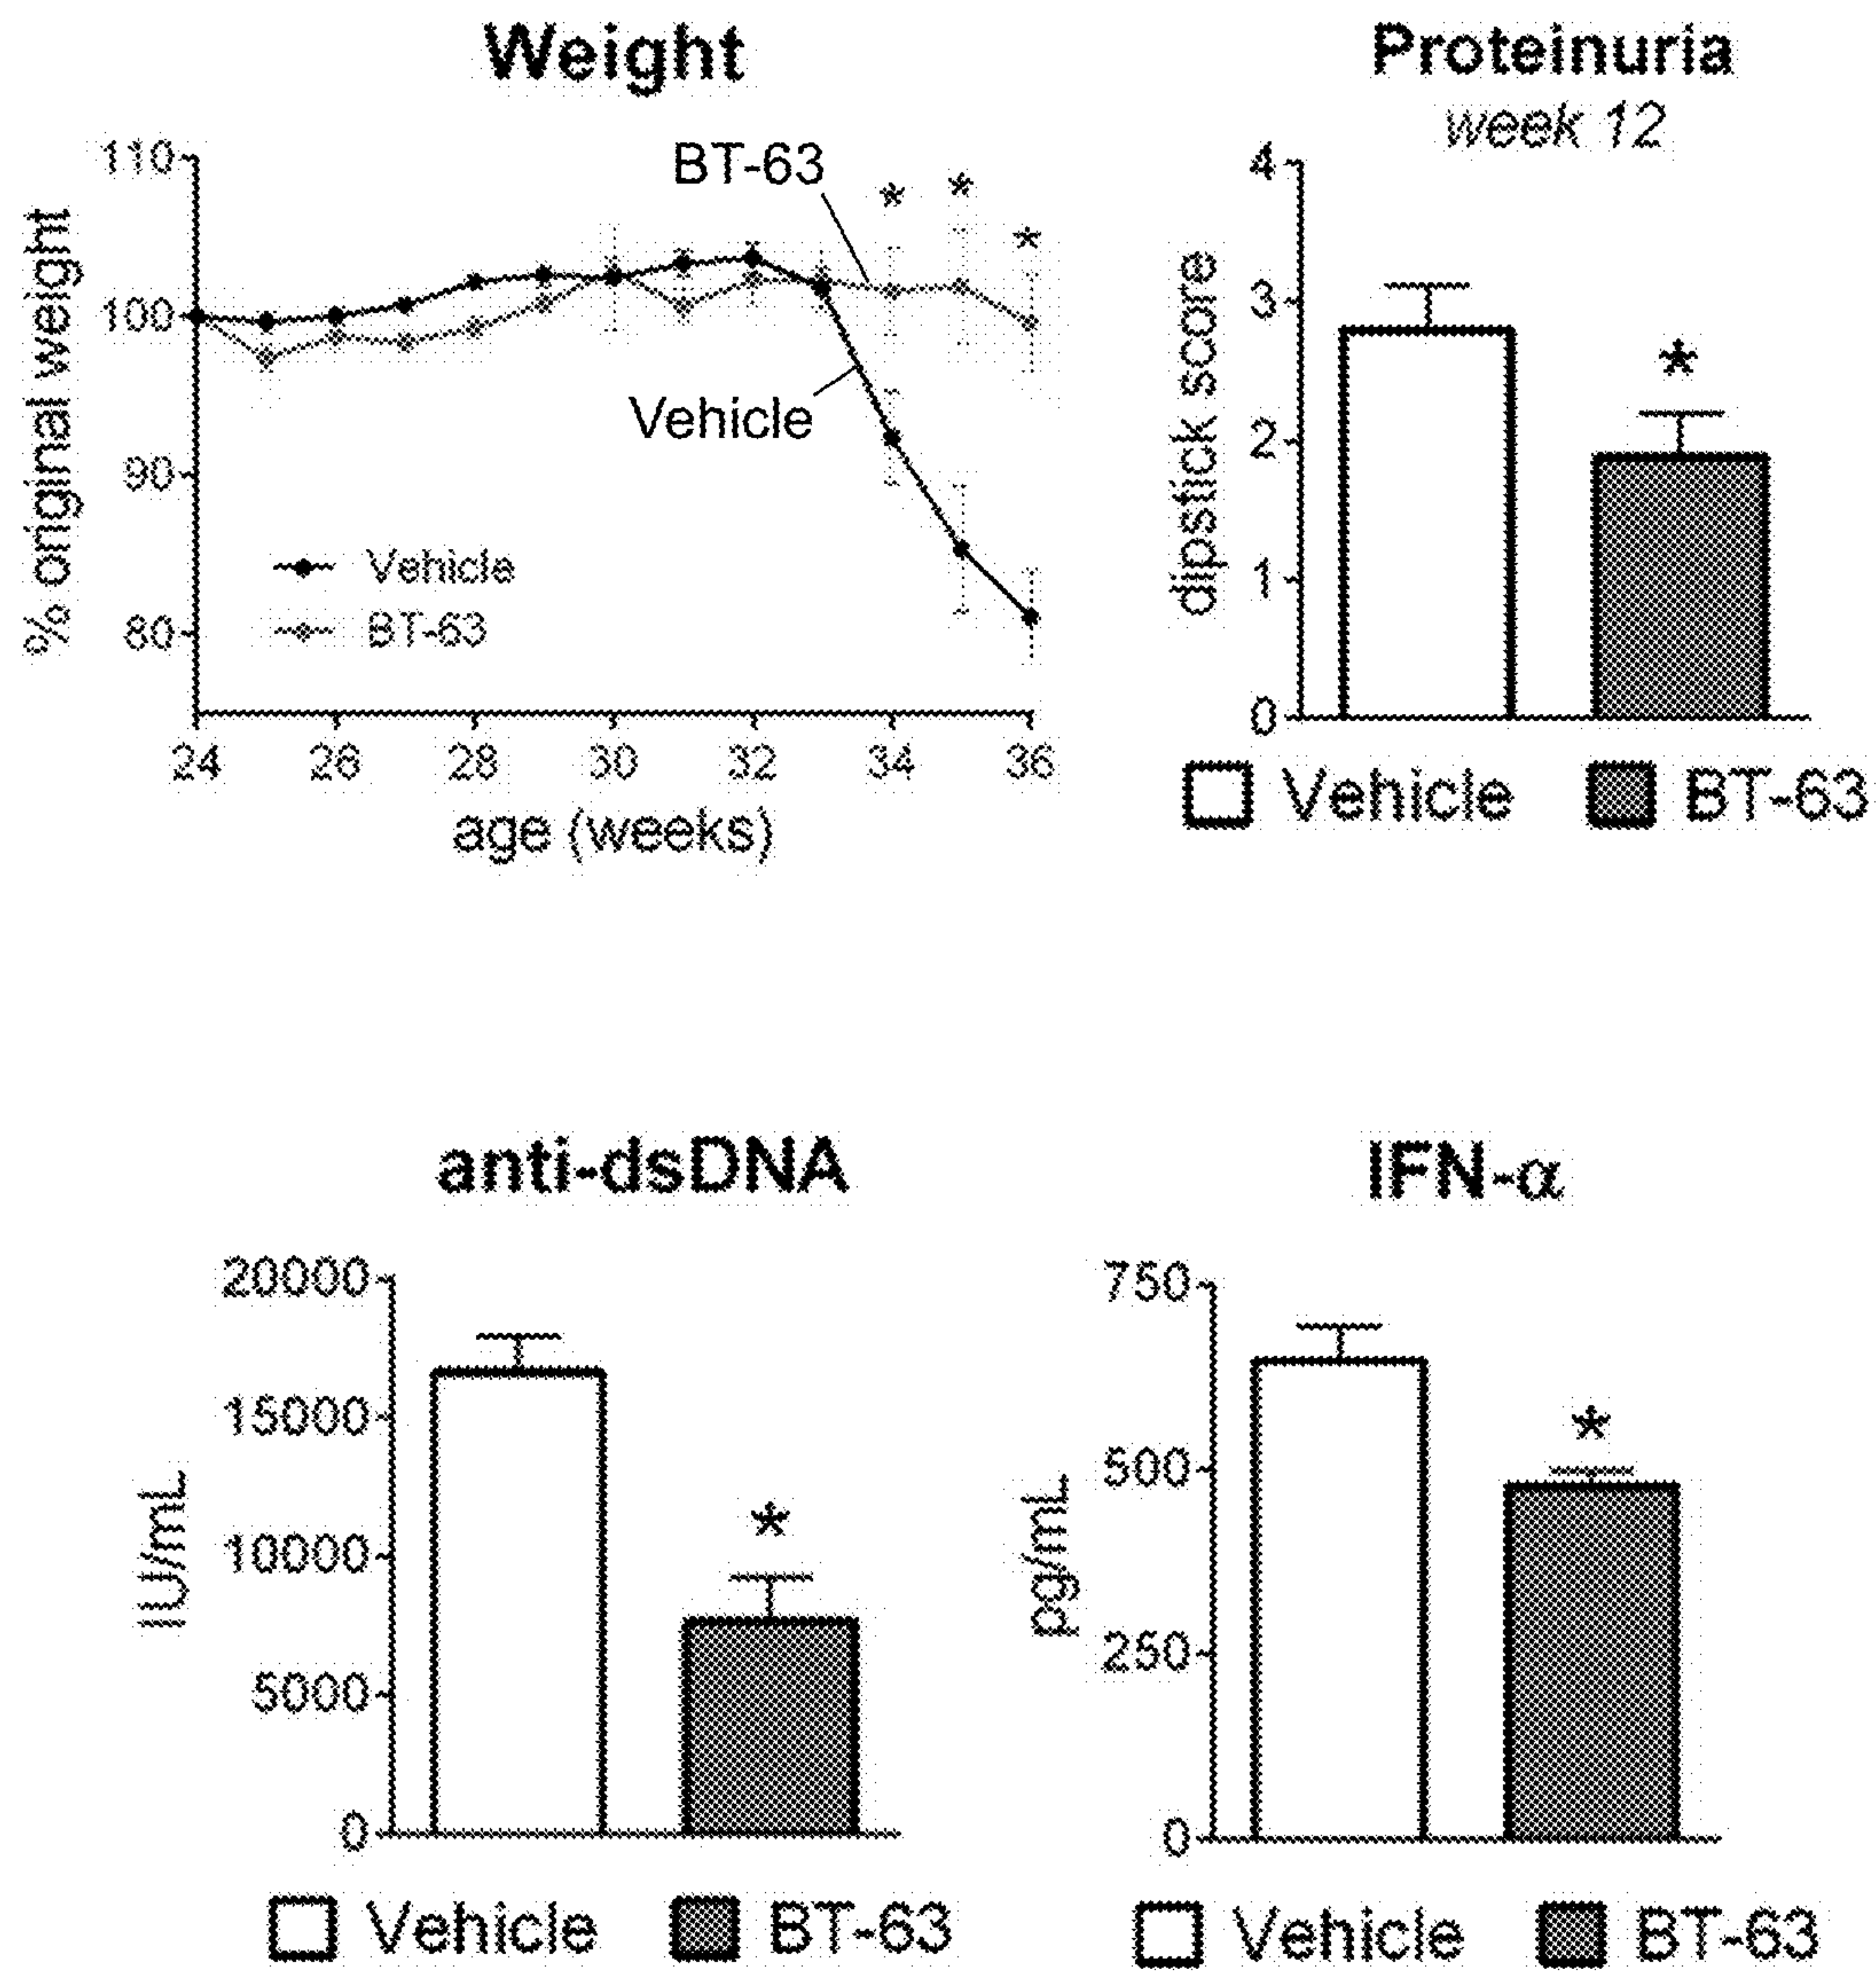 Weight
110
100
90
80
% original weight
BT-63
* * *
Vehicle
Vehicle
BT-63
24 26 28 30 32 34 36
age (weeks)
Proteinuria
week 12
4
3
2
1
0
dipstick score
*
Vehicle BT-63
anti-dsDNA
20000
15000
10000
5000
0
IU/mL
*
Vehicle BT-63
IFN-α
750
500
250
0
pg/mL
*
Vehicle BT-63